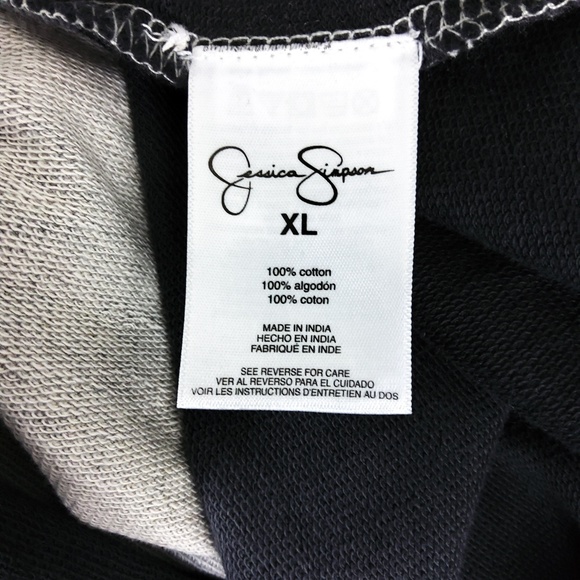 Jessica Simpson
XL
100% cotton
100% algodón
100% coton
MADE IN INDIA
HECHO EN INDIA
FABRIQUÉ EN INDE
SEE REVERSE FOR CARE
VER AL REVERSO PARA EL CUIDADO
VOIR LES INSTRUCTIONS D'ENTRETIEN AU DOS